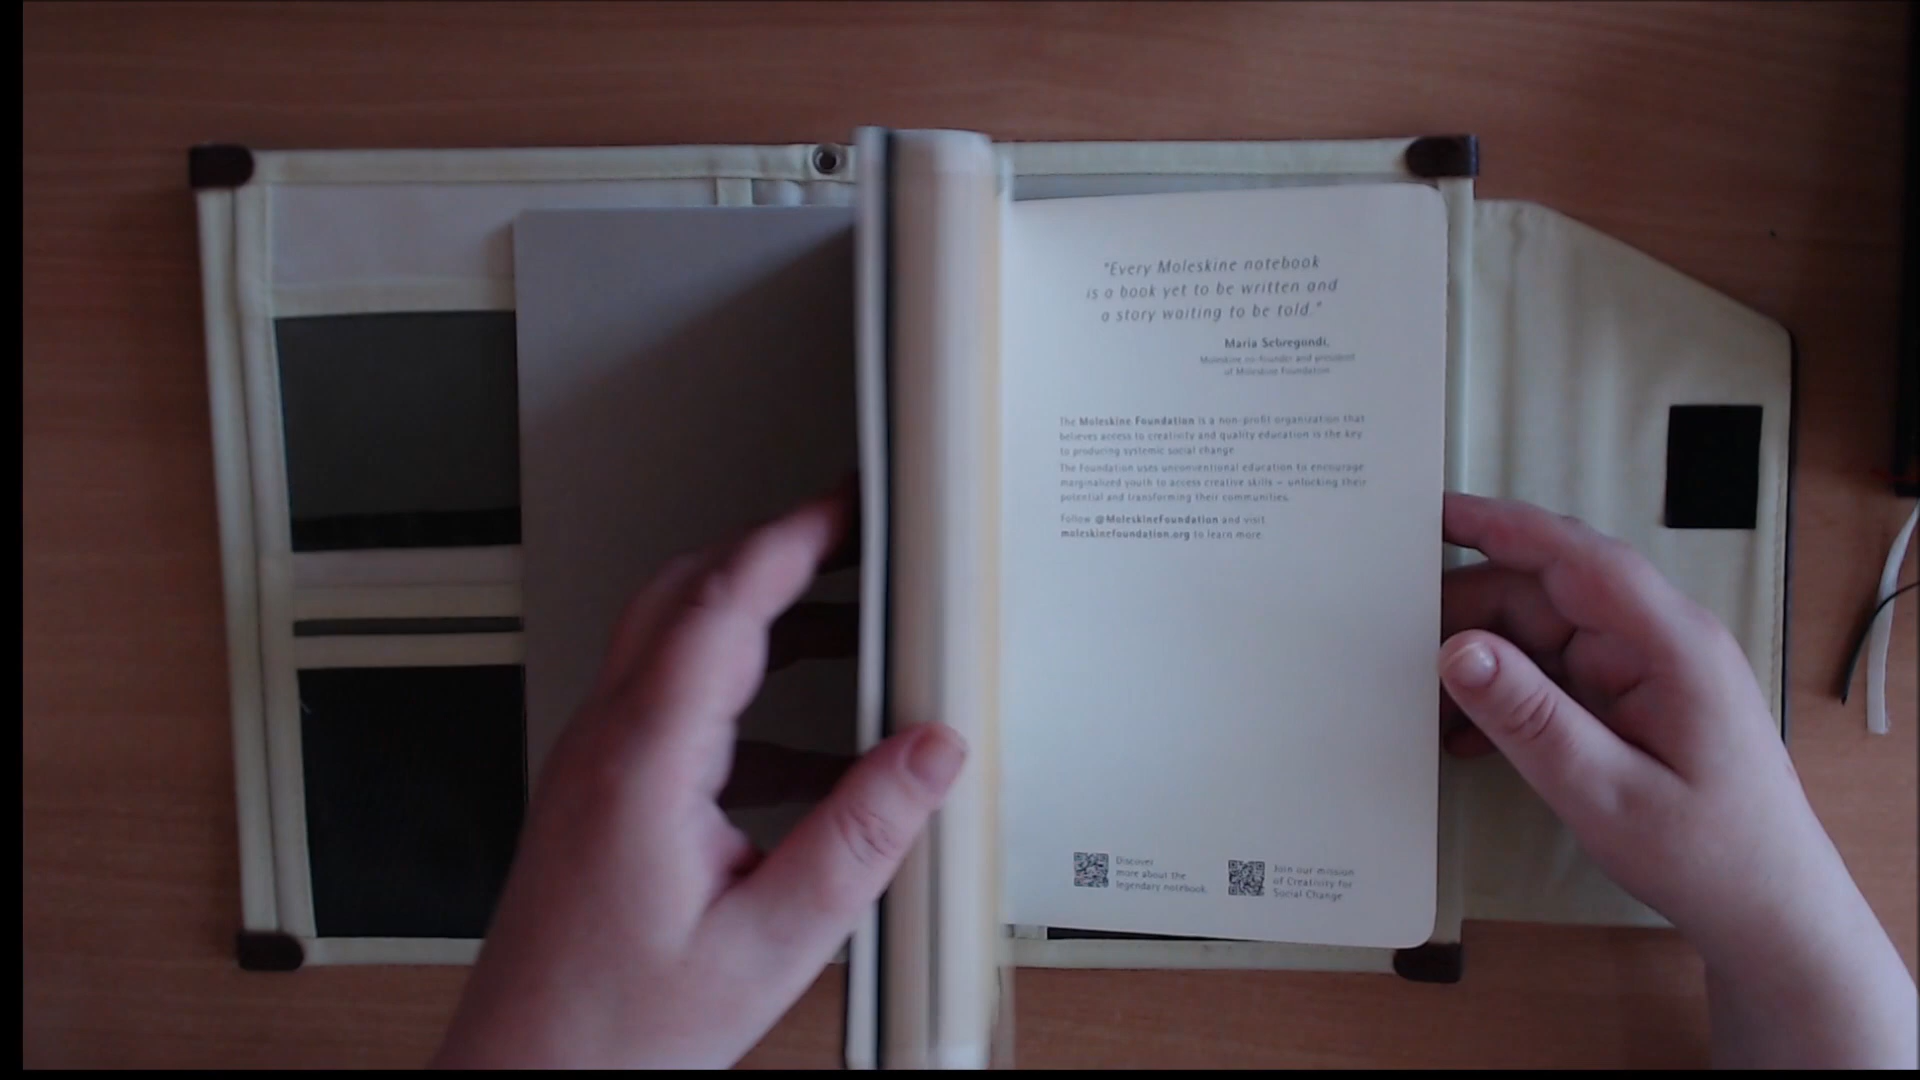 "Every Moleskine notebook
is a book yet to be written and
a story waiting to be told."
Maria Sebregondi,
Moleskine co-founder and president
of Moleskine Foundation
The Moleskine Foundation is a non-profit organization that
believes access to creativity and quality education is the key
to producing systemic social change.
The Foundation uses unconventional education to encourage
marginalized youth to access creative skills – unlocking their
potential and transforming their communities.
Follow @MoleskineFoundation and visit
moleskinefoundation.org to learn more.
Discover
more about the
legendary notebook.
Join our mission
of Creativity for
Social Change